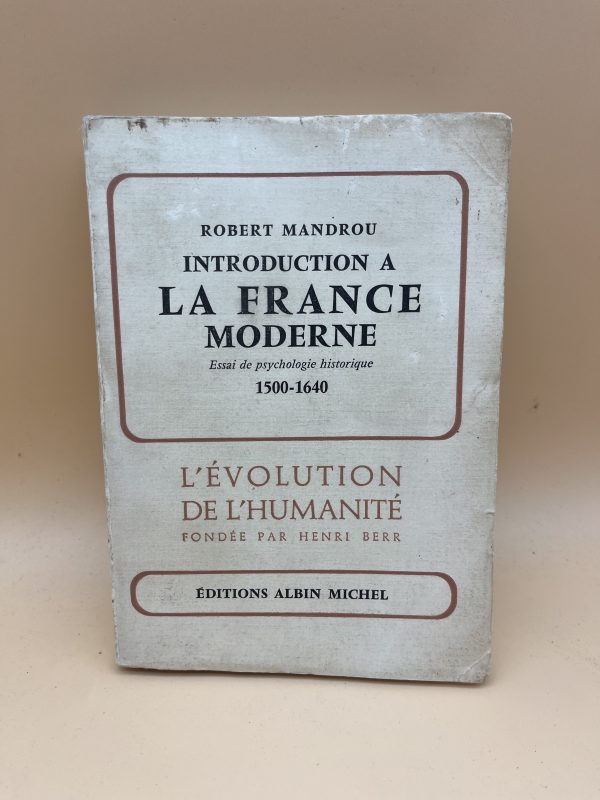 ROBERT MANDROU
INTRODUCTION A
LA FRANCE
MODERNE
Essai de psychologie historique
1500-1640
L'ÉVOLUTION
DE L'HUMANITÉ
FONDÉE PAR HENRI BERR
ÉDITIONS ALBIN MICHEL